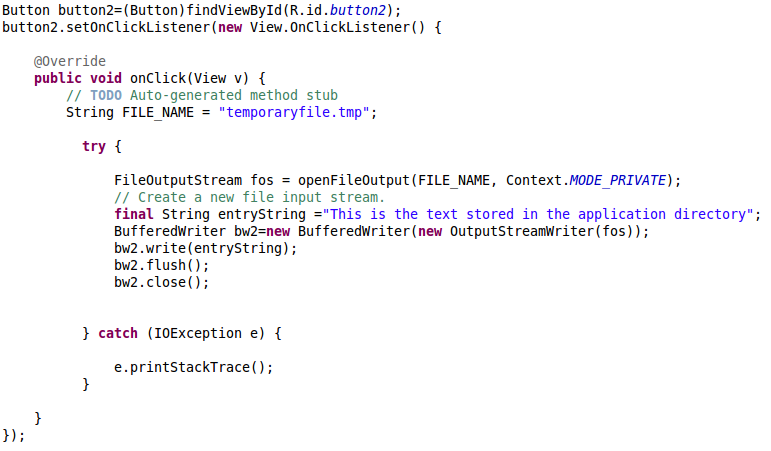 Button button2=(Button)findViewById(R.id.button2);
button2.setOnClickListener(new View.OnClickListener() {
@Override
public void onClick(View v) {
// TODO Auto-generated method stub
String FILE_NAME = "temporaryfile.tmp";
try {
FileOutputStream fos = openFileOutput(FILE_NAME, Context.MODE_PRIVATE);
// Create a new file input stream.
final String entryString ="This is the text stored in the application directory";
BufferedWriter bw2=new BufferedWriter(new OutputStreamWriter(fos));
bw2.write(entryString);
bw2.flush();
bw2.close();
} catch (IOException e) {
e.printStackTrace();
}
}
});